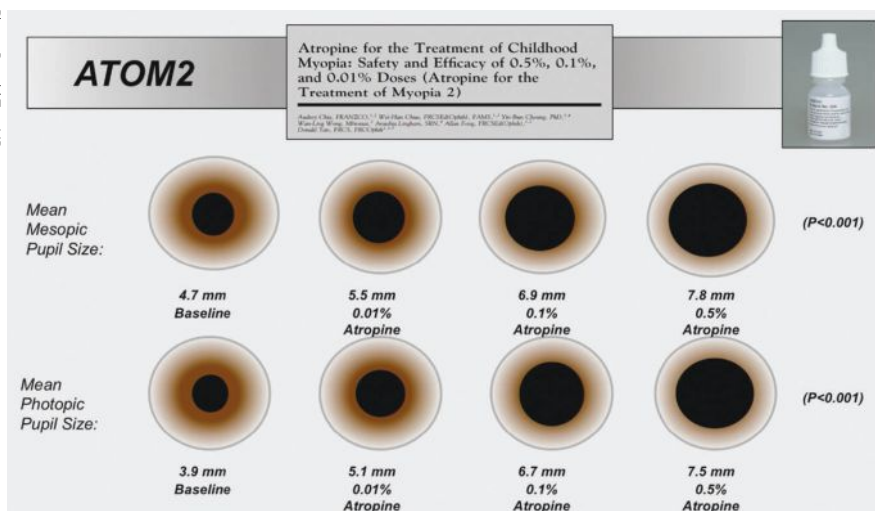 ATOM2
Atropine for the Treatment of Childhood
Myopia: Safety and Efficacy of 0.5%, 0.1%,
and 0.01% Doses (Atropine for the
Treatment of Myopia 2)
Mean
Mesopic
Pupil Size:
4.7 mm
Baseline
5.5 mm
0.01%
Atropine
6.9 mm
0.1%
Atropine
7.8 mm
0.5%
Atropine
(P<0.001)
Mean
Photopic
Pupil Size:
3.9 mm
Baseline
5.1 mm
0.01%
Atropine
6.7 mm
0.1%
Atropine
7.5 mm
0.5%
Atropine
(P<0.001)